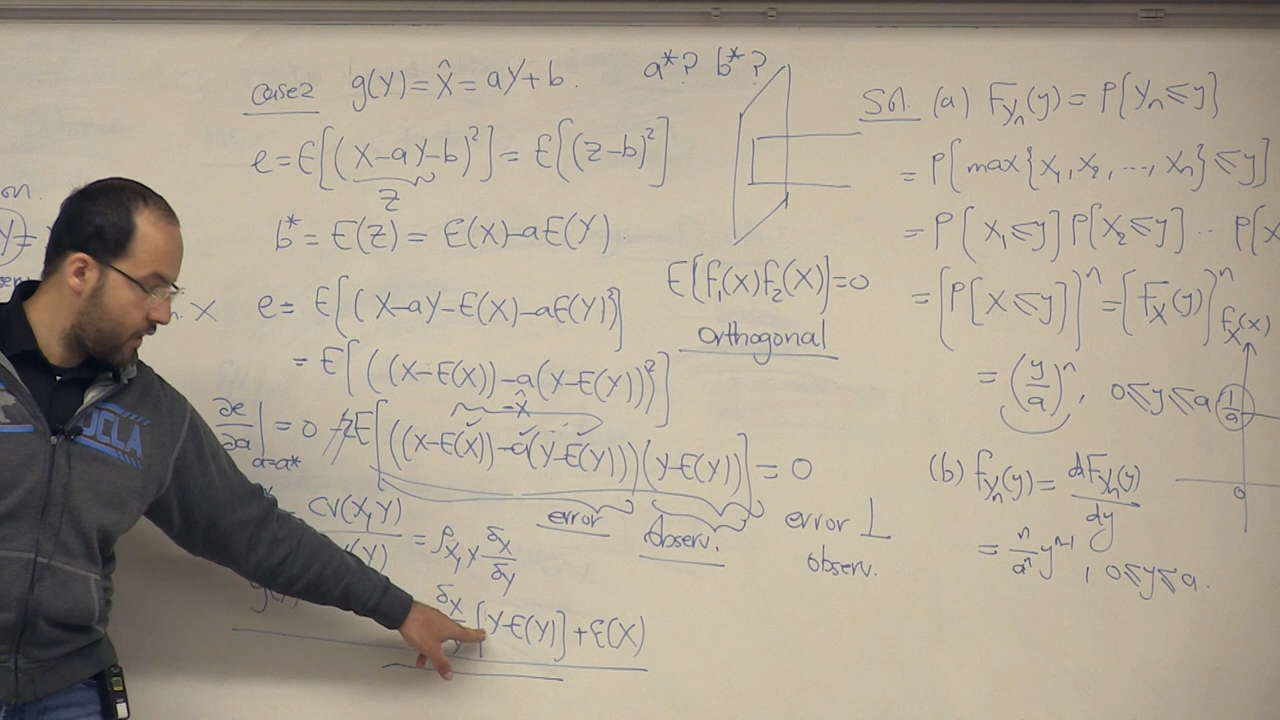 case2 g(Y) = X̂ = aY+b.
a*? b*?
e = E[(X-aY-b)²] = E[(z-b)²]
z
b* = E(z) = E(X)-aE(Y).
e = E[(X-aY-E(X)-aE(Y))²]
= E[((X-E(X))-a(Y-E(Y)))²]
-X̂
∂e/∂a |a=a* = 0 -2E[((X-E(X))-a(Y-E(Y)))(Y-E(Y))] = 0
error
Observ.
error ⊥
observ.
CV(X,Y) = ρX,Y δX/δY
δX [Y-E(Y)] + E(X)
E[f₁(X)f₂(X)] = 0
orthogonal
Sol. (a) FYn(y) = P[Yn ≤ y]
= P[max{X₁, X₂, ..., Xn} ≤ y]
= P[X₁ ≤ y] P[X₂ ≤ y] ·· P[X
= [P[X ≤ y]]ⁿ = [FX(y)]ⁿ
= (y/a)ⁿ, 0 ≤ y ≤ a
fX(x)
1/a
0
(b) fYn(y) = dFYn(y)/dy
= n/aⁿ yⁿ⁻¹, 0 ≤ y ≤ a.
UCLA